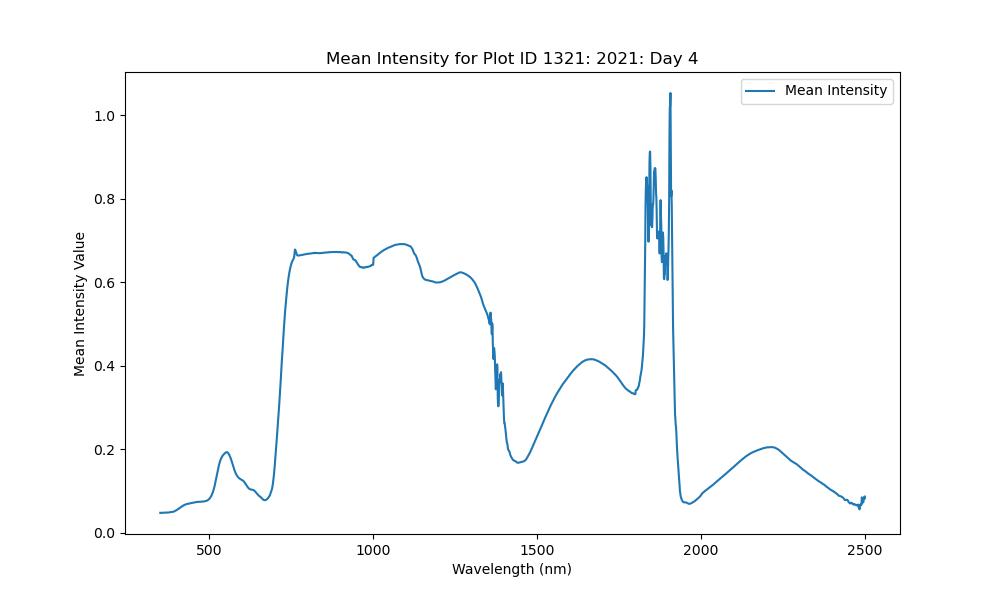 Mean Intensity for Plot ID 1321: 2021: Day 4
Mean Intensity
Mean Intensity Value
1.0
0.8
0.6
0.4
0.2
0.0
500
1000
1500
2000
2500
Wavelength (nm)